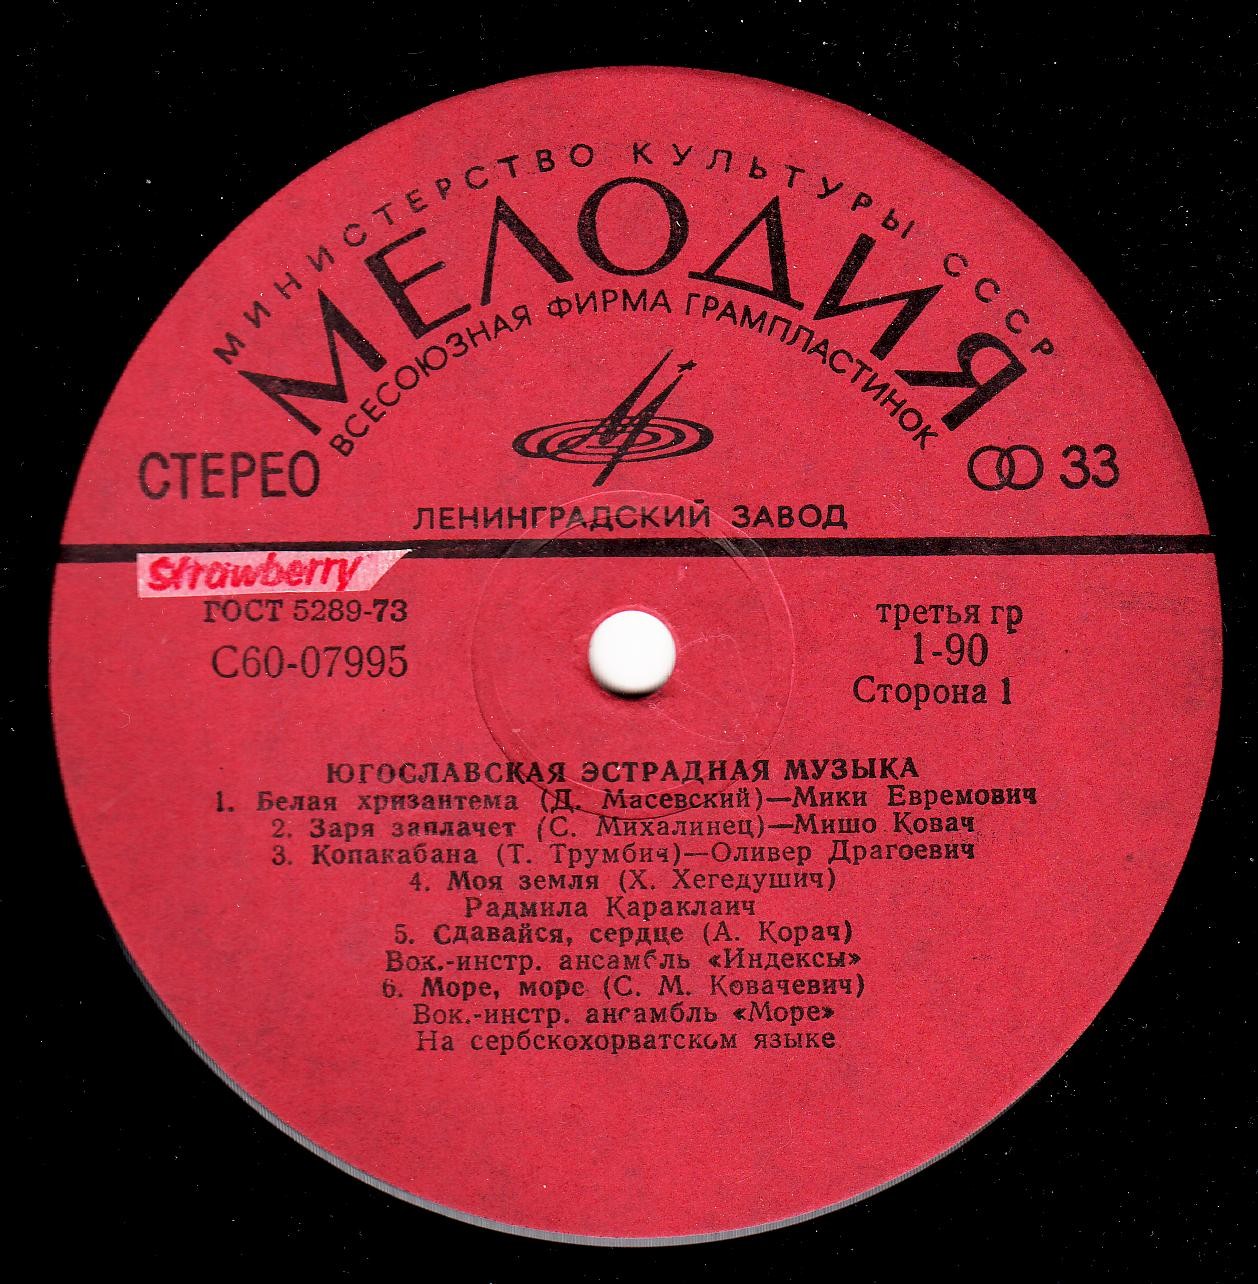 МИНИСТЕРСТВО КУЛЬТУРЫ СССР
МЕЛОДИЯ
ВСЕСОЮЗНАЯ ФИРМА ГРАМПЛАСТИНОК
СТЕРЕО
33
ЛЕНИНГРАДСКИЙ ЗАВОД
strawberry
ГОСТ 5289-73
С60-07995
третья гр
1-90
Сторона 1
ЮГОСЛАВСКАЯ ЭСТРАДНАЯ МУЗЫКА
1. Белая хризантема (Д. Масевский)—Мики Евремович
2. Заря заплачет (С. Михалинец)—Мишо Ковач
3. Копакабана (Т. Трумбич)—Оливер Драгоевич
4. Моя земля (Х. Хегедушич)
Радмила Караклаич
5. Сдавайся, сердце (А. Корач)
Вок.-инстр. ансамбль «Индексы»
6. Море, море (С. М. Ковачевич)
Вок.-инстр. ансамбль «Море»
На сербскохорватском языке